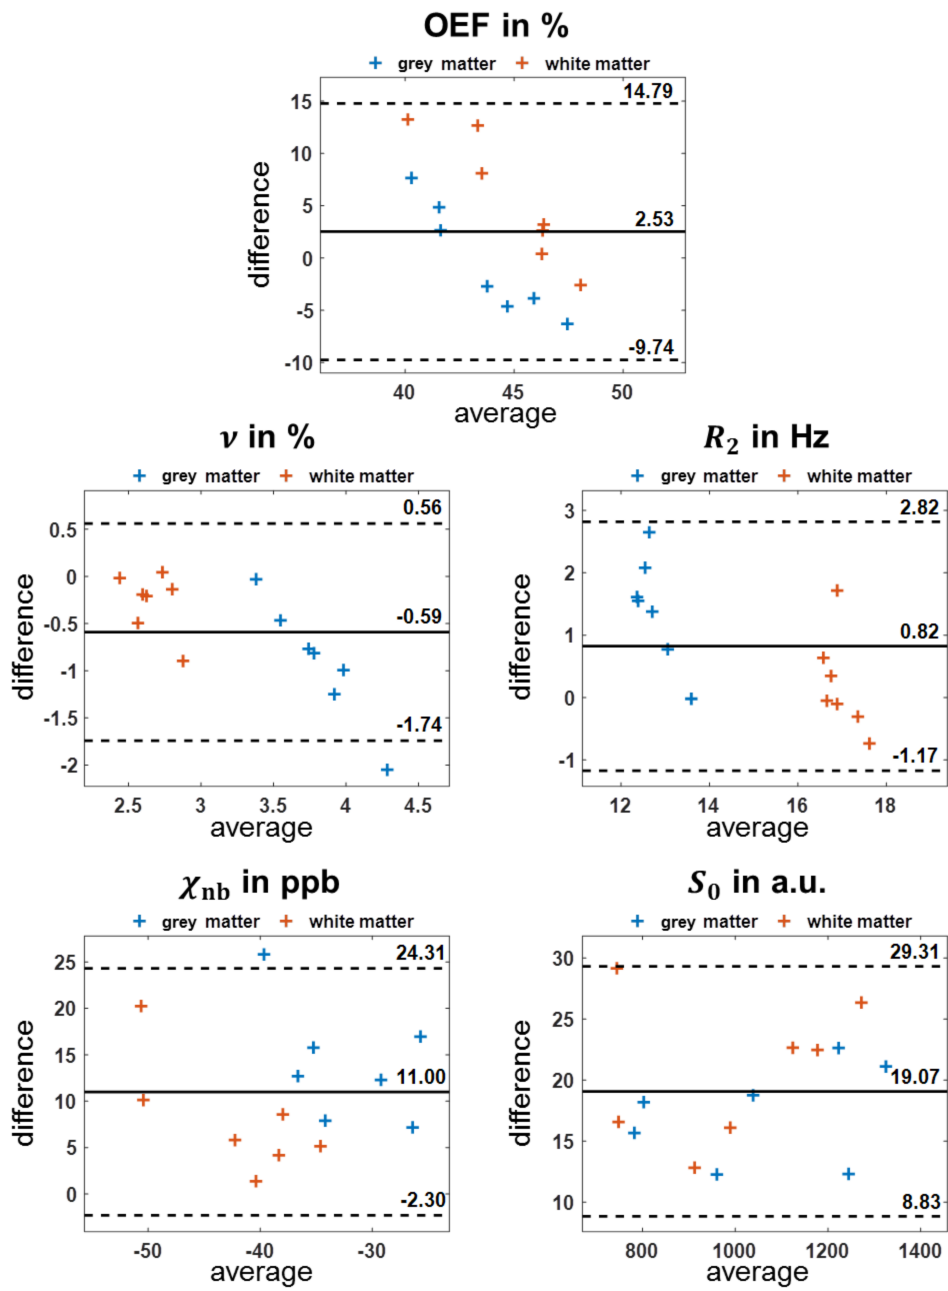 OEF in %
grey matter white matter
14.79
15
10
5
2.53
0
-5
-9.74
-10
difference
40 45 50
average
ν in %
grey matter white matter
0.56
0.5
0
-0.59
-0.5
-1
-1.74
-1.5
-2
difference
2.5 3 3.5 4 4.5
average
R₂ in Hz
grey matter white matter
2.82
3
2
1
0.82
0
-1.17
-1
difference
12 14 16 18
average
χnb in ppb
grey matter white matter
24.31
25
20
15
11.00
10
5
0
-2.30
difference
-50 -40 -30
average
S₀ in a.u.
grey matter white matter
29.31
30
25
20
19.07
15
10
8.83
difference
800 1000 1200 1400
average